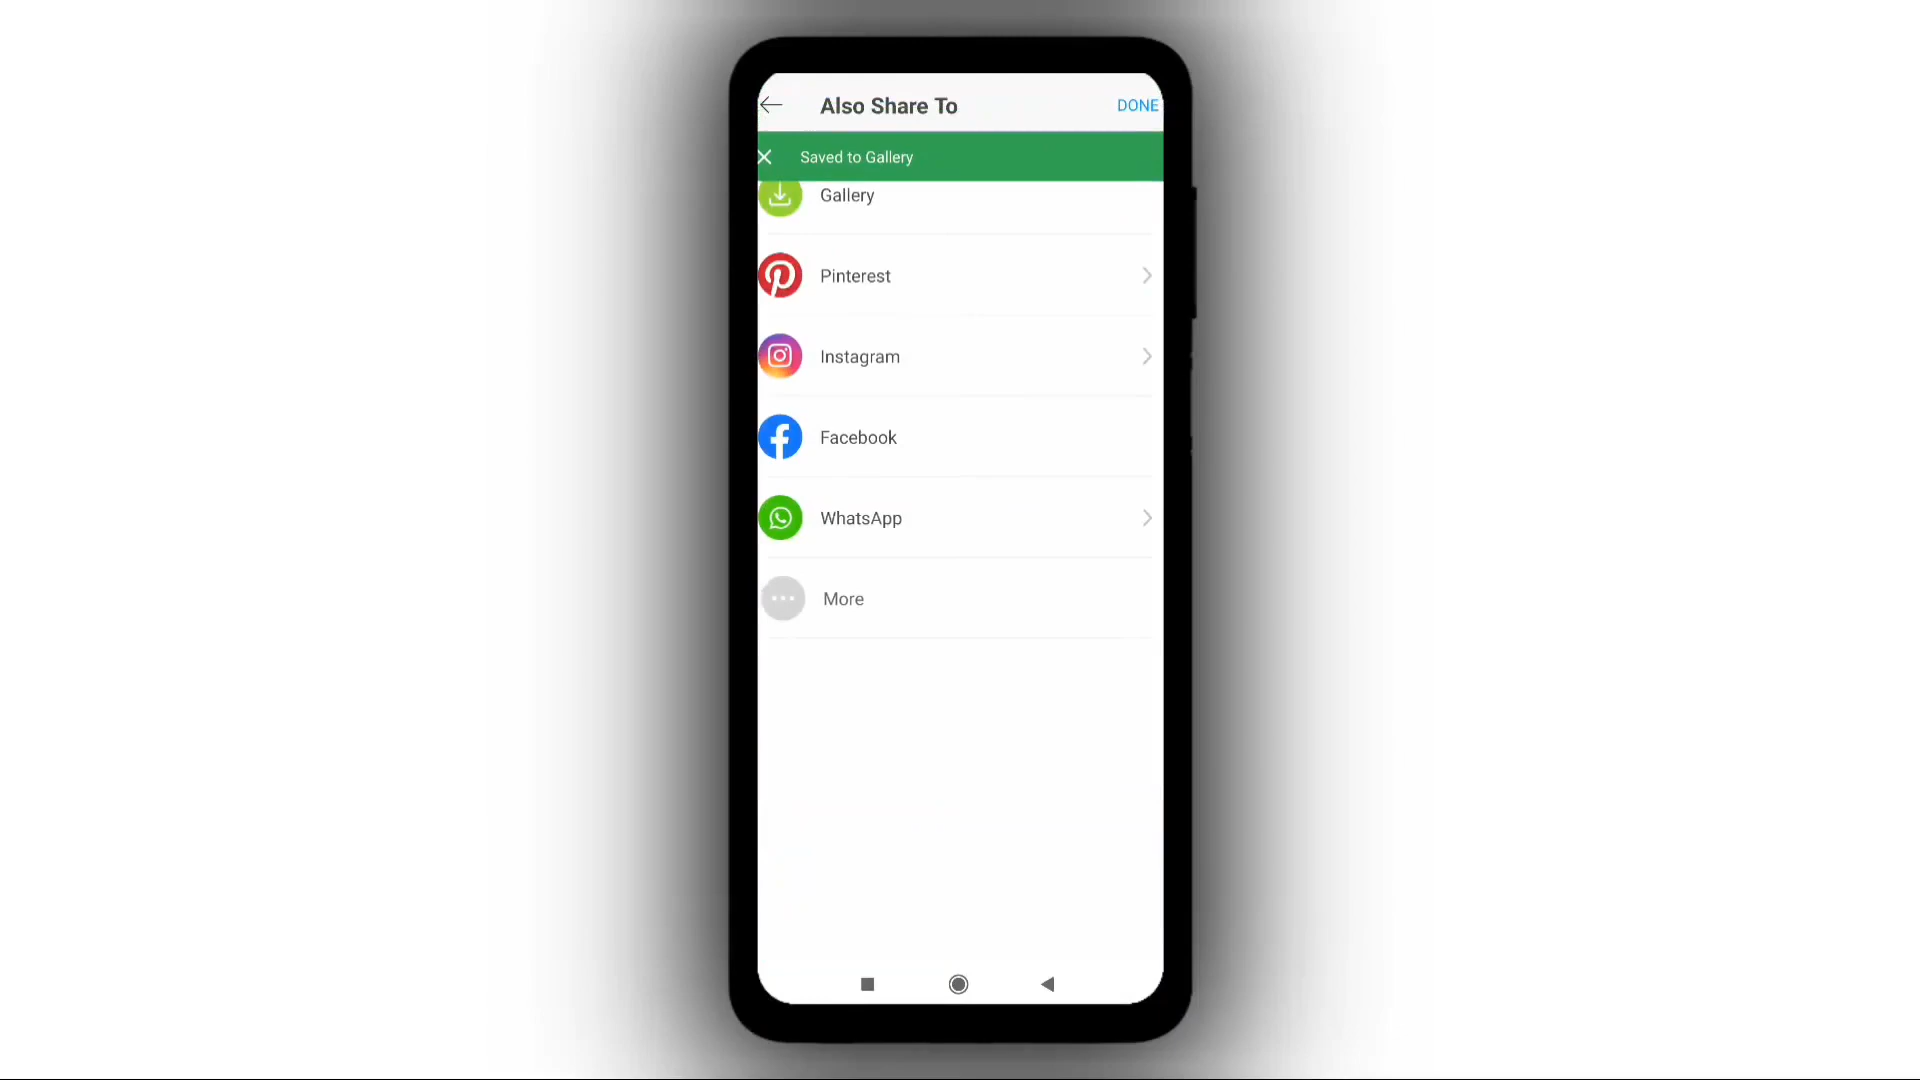 Also Share To
DONE
Saved to Gallery
Gallery
Pinterest
Instagram
Facebook
WhatsApp
More